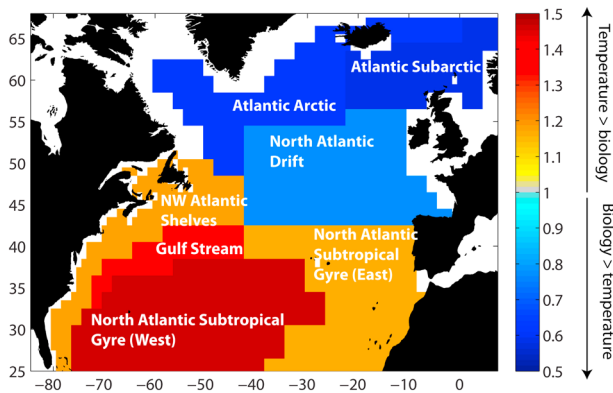 65
60
55
50
45
40
35
30
25
−80
−70
−60
−50
−40
−30
−20
−10
0
Atlantic Subarctic
Atlantic Arctic
North Atlantic
Drift
NW Atlantic
Shelves
Gulf Stream
North Atlantic
Subtropical
Gyre (East)
North Atlantic Subtropical
Gyre (West)
1.5
1.4
1.3
1.2
1.1
1
0.9
0.8
0.7
0.6
0.5
Temperature > biology
Biology > temperature